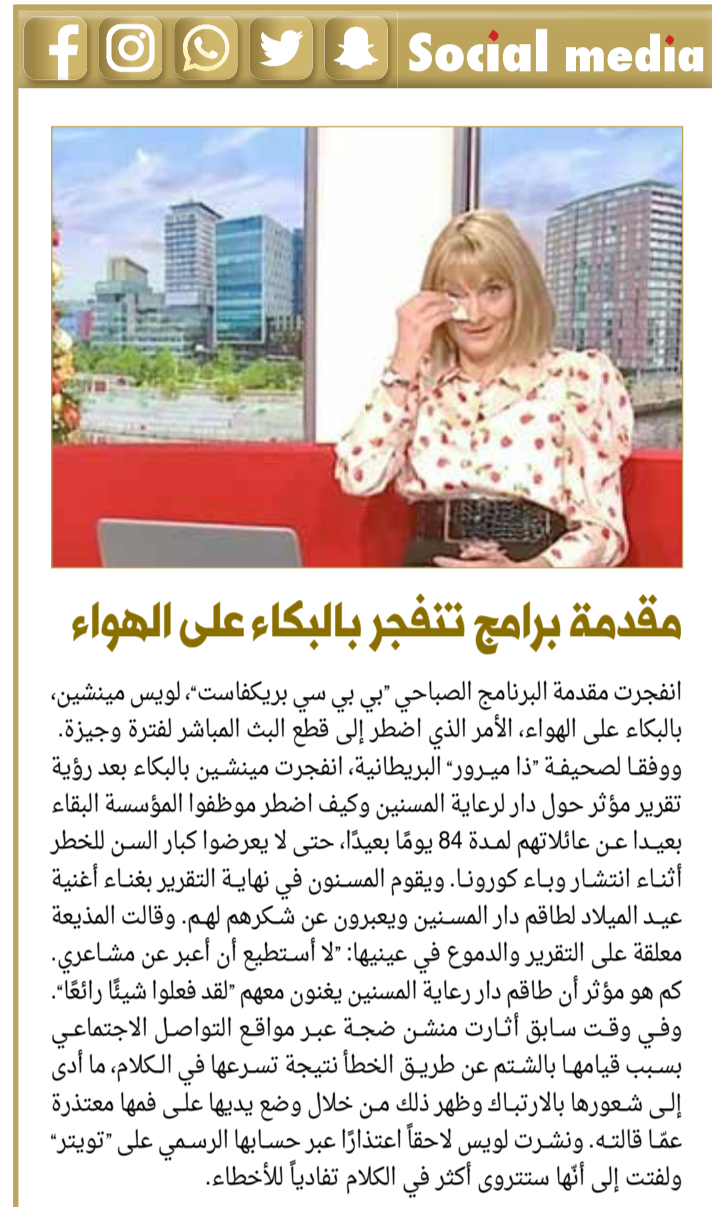 Social media
مقدمة برامج تنفجر بالبكاء على الهواء
انفجرت مقدمة البرنامج الصباحي ”بي بي سي بريكفاست“، لويس مينشين،
بالبكاء على الهواء، الأمر الذي اضطر إلى قطع البث المباشر لفترة وجيزة.
ووفقا لصحيفة ”ذا ميرور“ البريطانية، انفجرت مينشين بالبكاء بعد رؤية
تقرير مؤثر حول دار لرعاية المسنين وكيف اضطر موظفوا المؤسسة البقاء
بعيدا عن عائلاتهم لمدة 84 يومًا بعيدًا، حتى لا يعرضوا كبار السن للخطر
أثناء انتشار وباء كورونا. ويقوم المسنون في نهاية التقرير بغناء أغنية
عيد الميلاد لطاقم دار المسنين ويعبرون عن شكرهم لهم. وقالت المذيعة
معلقة على التقرير والدموع في عينيها: ”لا أستطيع أن أعبر عن مشاعري.
كم هو مؤثر أن طاقم دار رعاية المسنين يغنون معهم ”لقد فعلوا شيئًا رائعًا“.
وفي وقت سابق أثارت منشن ضجة عبر مواقع التواصل الاجتماعي
بسبب قيامها بالشتم عن طريق الخطأ نتيجة تسرعها في الكلام، ما أدى
إلى شعورها بالارتباك وظهر ذلك من خلال وضع يديها على فمها معتذرة
عمّا قالته. ونشرت لويس لاحقاً اعتذارًا عبر حسابها الرسمي على ”تويتر“
ولفتت إلى أنّها ستتروى أكثر في الكلام تفادياً للأخطاء.